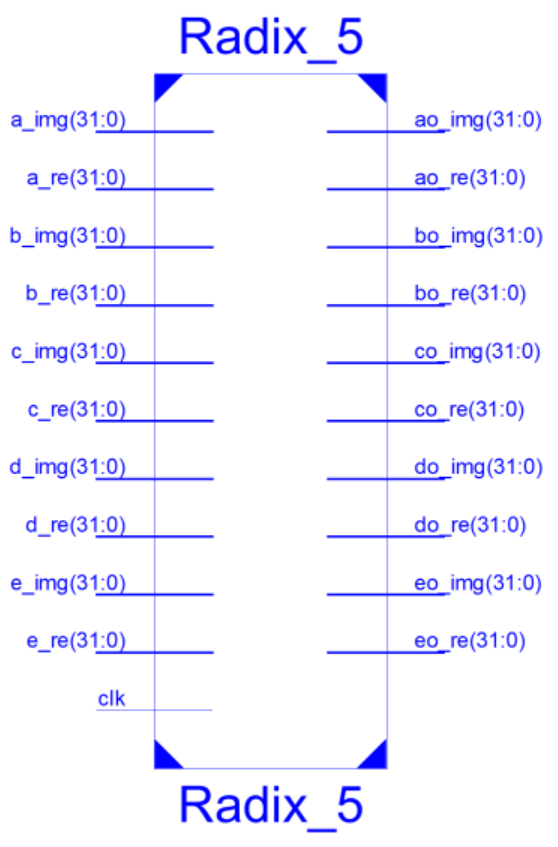 Radix_5
a_img(31:0) ao_img(31:0)
a_re(31:0) ao_re(31:0)
b_img(31:0) bo_img(31:0)
b_re(31:0) bo_re(31:0)
c_img(31:0) co_img(31:0)
c_re(31:0) co_re(31:0)
d_img(31:0) do_img(31:0)
d_re(31:0) do_re(31:0)
e_img(31:0) eo_img(31:0)
e_re(31:0) eo_re(31:0)
clk
Radix_5